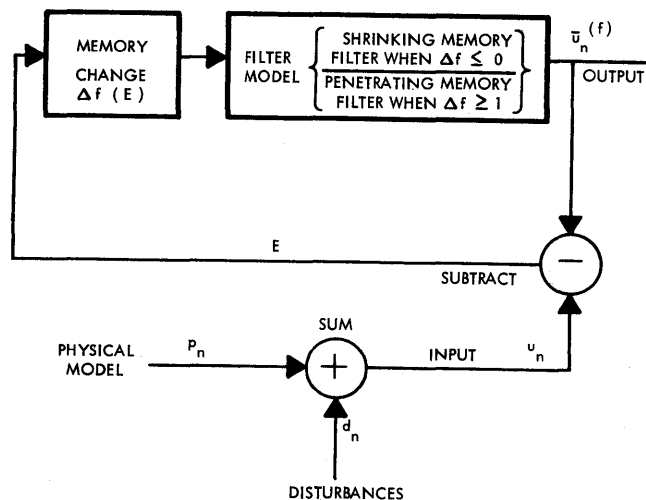 MEMORY
CHANGE
Δf (E)
FILTER
MODEL
SHRINKING MEMORY
FILTER WHEN Δf ≤ 0
PENETRATING MEMORY
FILTER WHEN Δf ≥ 1
ū_n^(f)
OUTPUT
E
−
SUBTRACT
SUM
PHYSICAL
MODEL
p_n
+
INPUT
u_n
d_n
DISTURBANCES